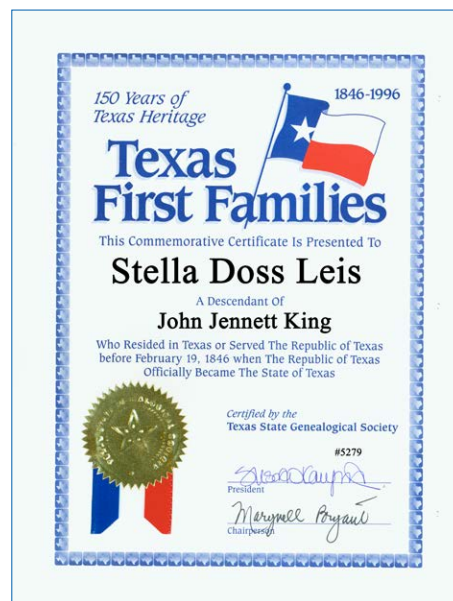 150 Years of
Texas Heritage
1846-1996
Texas
First Families
This Commemorative Certificate Is Presented To
Stella Doss Leis
A Descendant Of
John Jennett King
Who Resided in Texas or Served The Republic of Texas
before February 19, 1846 when The Republic of Texas
Officially Became The State of Texas
Certified by the
Texas State Genealogical Society
#5279
President
Marynell Bryant
Chairperson